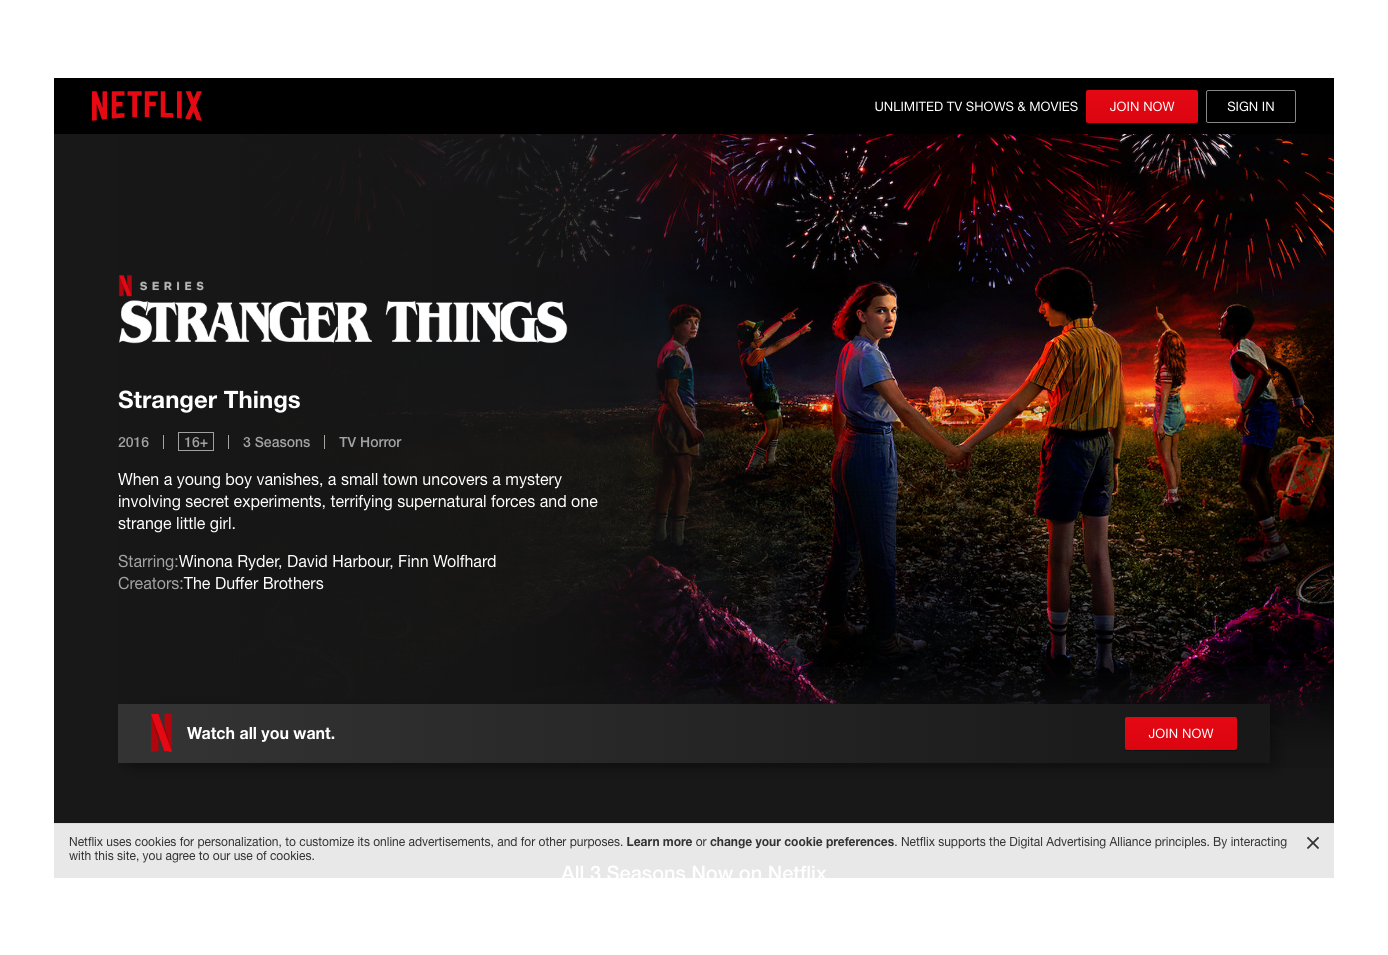 NETFLIX
UNLIMITED TV SHOWS & MOVIES
JOIN NOW
SIGN IN
N SERIES
STRANGER THINGS
Stranger Things
2016 | 16+ | 3 Seasons | TV Horror
When a young boy vanishes, a small town uncovers a mystery
involving secret experiments, terrifying supernatural forces and one
strange little girl.
Starring:Winona Ryder, David Harbour, Finn Wolfhard
Creators:The Duffer Brothers
N Watch all you want.
JOIN NOW
Netflix uses cookies for personalization, to customize its online advertisements, and for other purposes. Learn more or change your cookie preferences. Netflix supports the Digital Advertising Alliance principles. By interacting
with this site, you agree to our use of cookies.
All 3 Seasons Now on Netflix